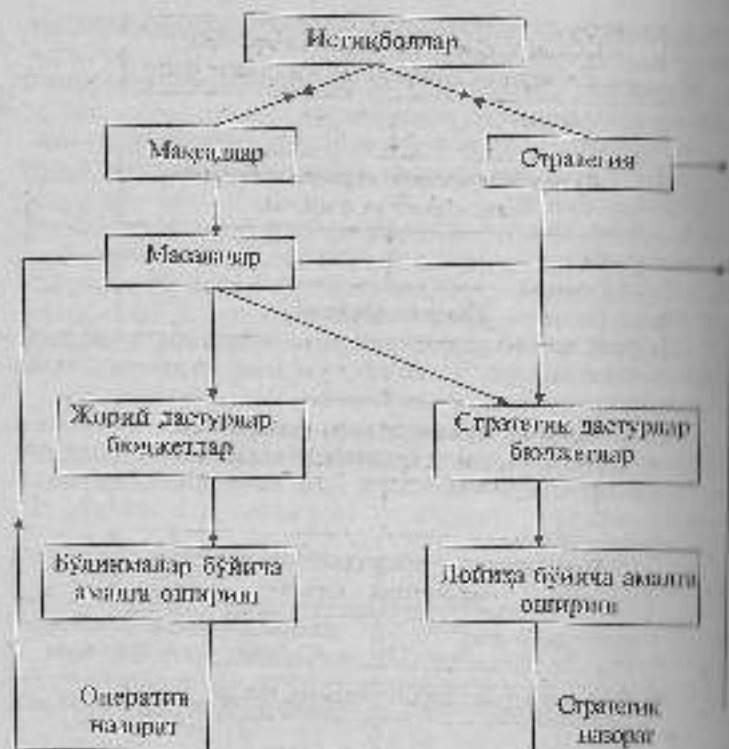 Истиқболлар
Мақсадлар
Стратегия
Масалалар
Жорий дастурлар
бюджетлар
Стратегик дастурлар
бюджетлар
Бўлинмалар бўйича
амалга ошириш
Лойиҳа бўйича амалга
ошириш
Оператив
назорат
Стратегик
назорат